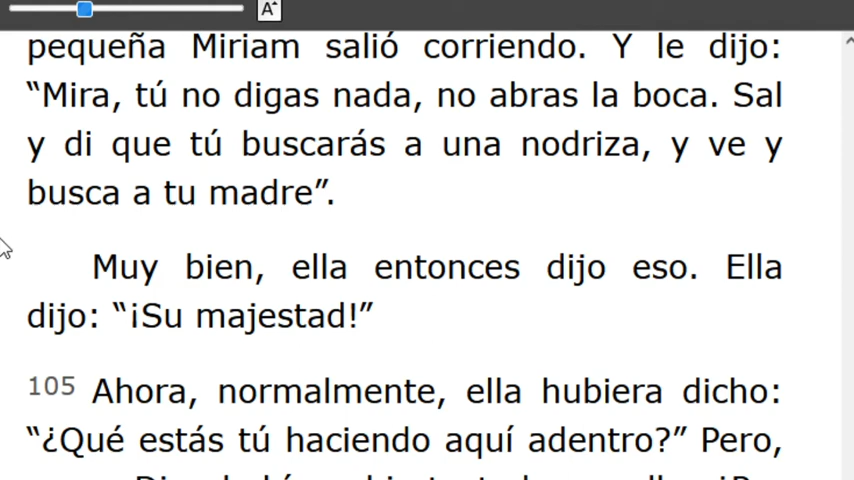 A
pequeña Miriam salió corriendo. Y le dijo:
“Mira, tú no digas nada, no abras la boca. Sal
y di que tú buscarás a una nodriza, y ve y
busca a tu madre”.
Muy bien, ella entonces dijo eso. Ella
dijo: “¡Su majestad!”
105 Ahora, normalmente, ella hubiera dicho:
“¿Qué estás tú haciendo aquí adentro?” Pero,